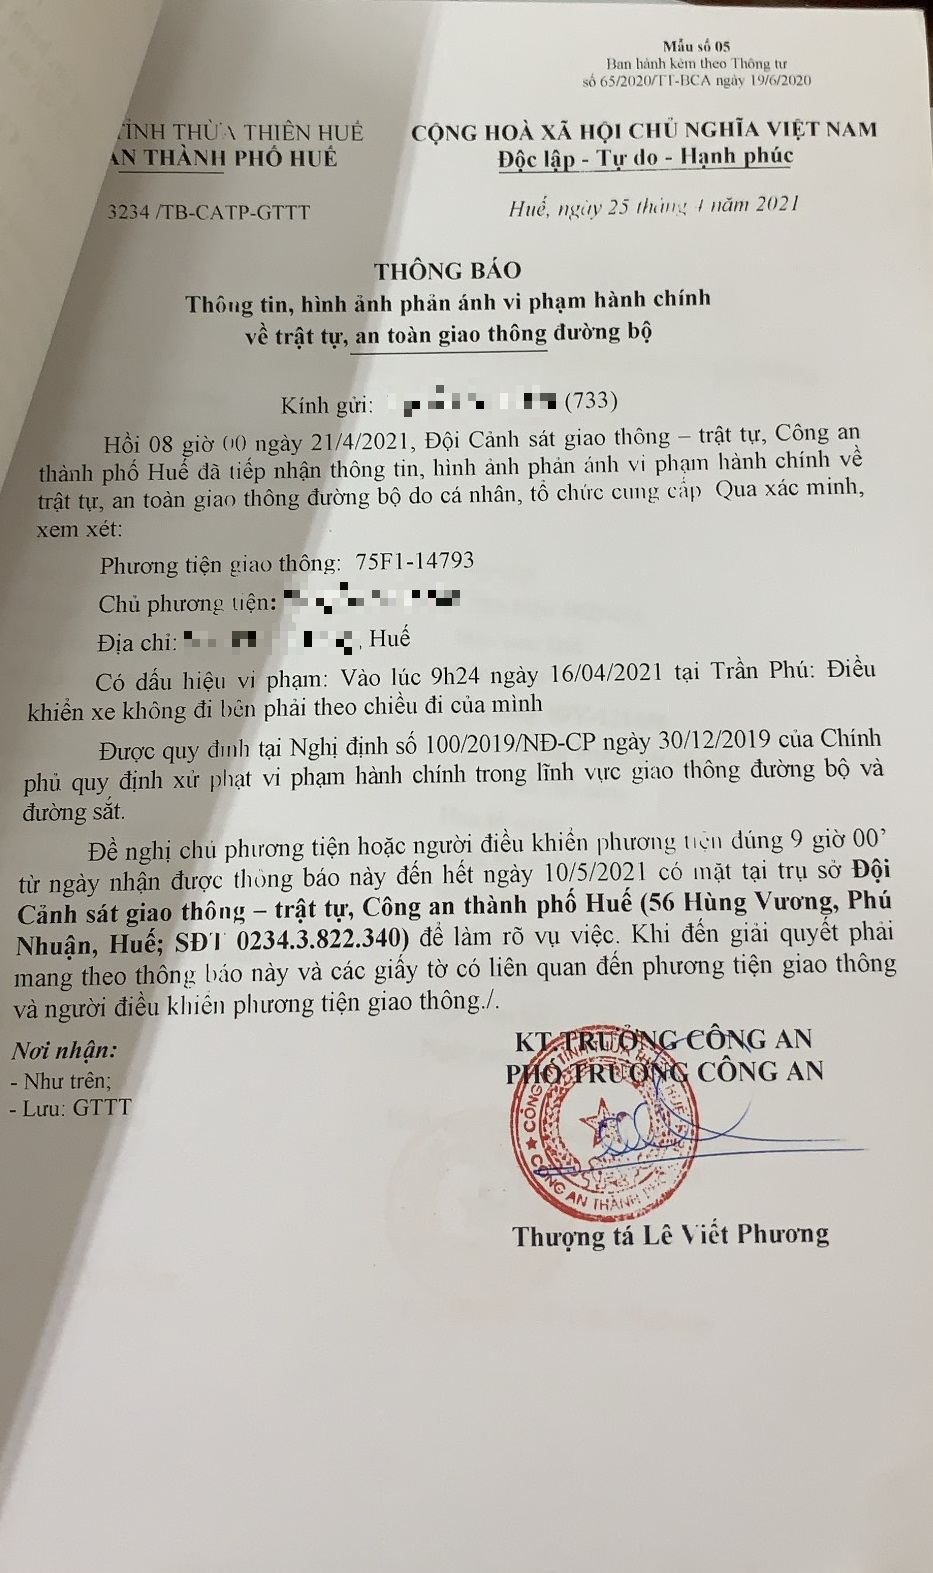 Mẫu số 05
Ban hành kèm theo Thông tư
số 65/2020/TT-BCA ngày 19/6/2020
TỈNH THỪA THIÊN HUẾ
AN THÀNH PHỐ HUẾ
CỘNG HOÀ XÃ HỘI CHỦ NGHĨA VIỆT NAM
Độc lập - Tự do - Hạnh phúc
3234 /TB-CATP-GTTT
Huế, ngày 25 tháng 4 năm 2021
THÔNG BÁO
Thông tin, hình ảnh phản ánh vi phạm hành chính
về trật tự, an toàn giao thông đường bộ
Kính gửi: (733)
Hồi 08 giờ 00 ngày 21/4/2021, Đội Cảnh sát giao thông – trật tự, Công an
thành phố Huế đã tiếp nhận thông tin, hình ảnh phản ánh vi phạm hành chính về
trật tự, an toàn giao thông đường bộ do cá nhân, tổ chức cung cấp Qua xác minh,
xem xét:
Phương tiện giao thông: 75F1-14793
Chủ phương tiện:
Địa chỉ: , Huế
Có dấu hiệu vi phạm: Vào lúc 9h24 ngày 16/04/2021 tại Trần Phú: Điều
khiển xe không đi bên phải theo chiều đi của mình
Được quy định tại Nghị định số 100/2019/NĐ-CP ngày 30/12/2019 của Chính
phủ quy định xử phạt vi phạm hành chính trong lĩnh vực giao thông đường bộ và
đường sắt.
Đề nghị chủ phương tiện hoặc người điều khiển phương tiện đúng 9 giờ 00’
từ ngày nhận được thông báo này đến hết ngày 10/5/2021 có mặt tại trụ sở Đội
Cảnh sát giao thông – trật tự, Công an thành phố Huế (56 Hùng Vương, Phú
Nhuận, Huế; SĐT 0234.3.822.340) để làm rõ vụ việc. Khi đến giải quyết phải
mang theo thông báo này và các giấy tờ có liên quan đến phương tiện giao thông
và người điều khiển phương tiện giao thông./.
Nơi nhận:
- Như trên;
- Lưu: GTTT
KT.TRƯỞNG CÔNG AN
PHÓ TRƯỞNG CÔNG AN
CÔNG AN THÀNH PHỐ
Thượng tá Lê Viết Phương